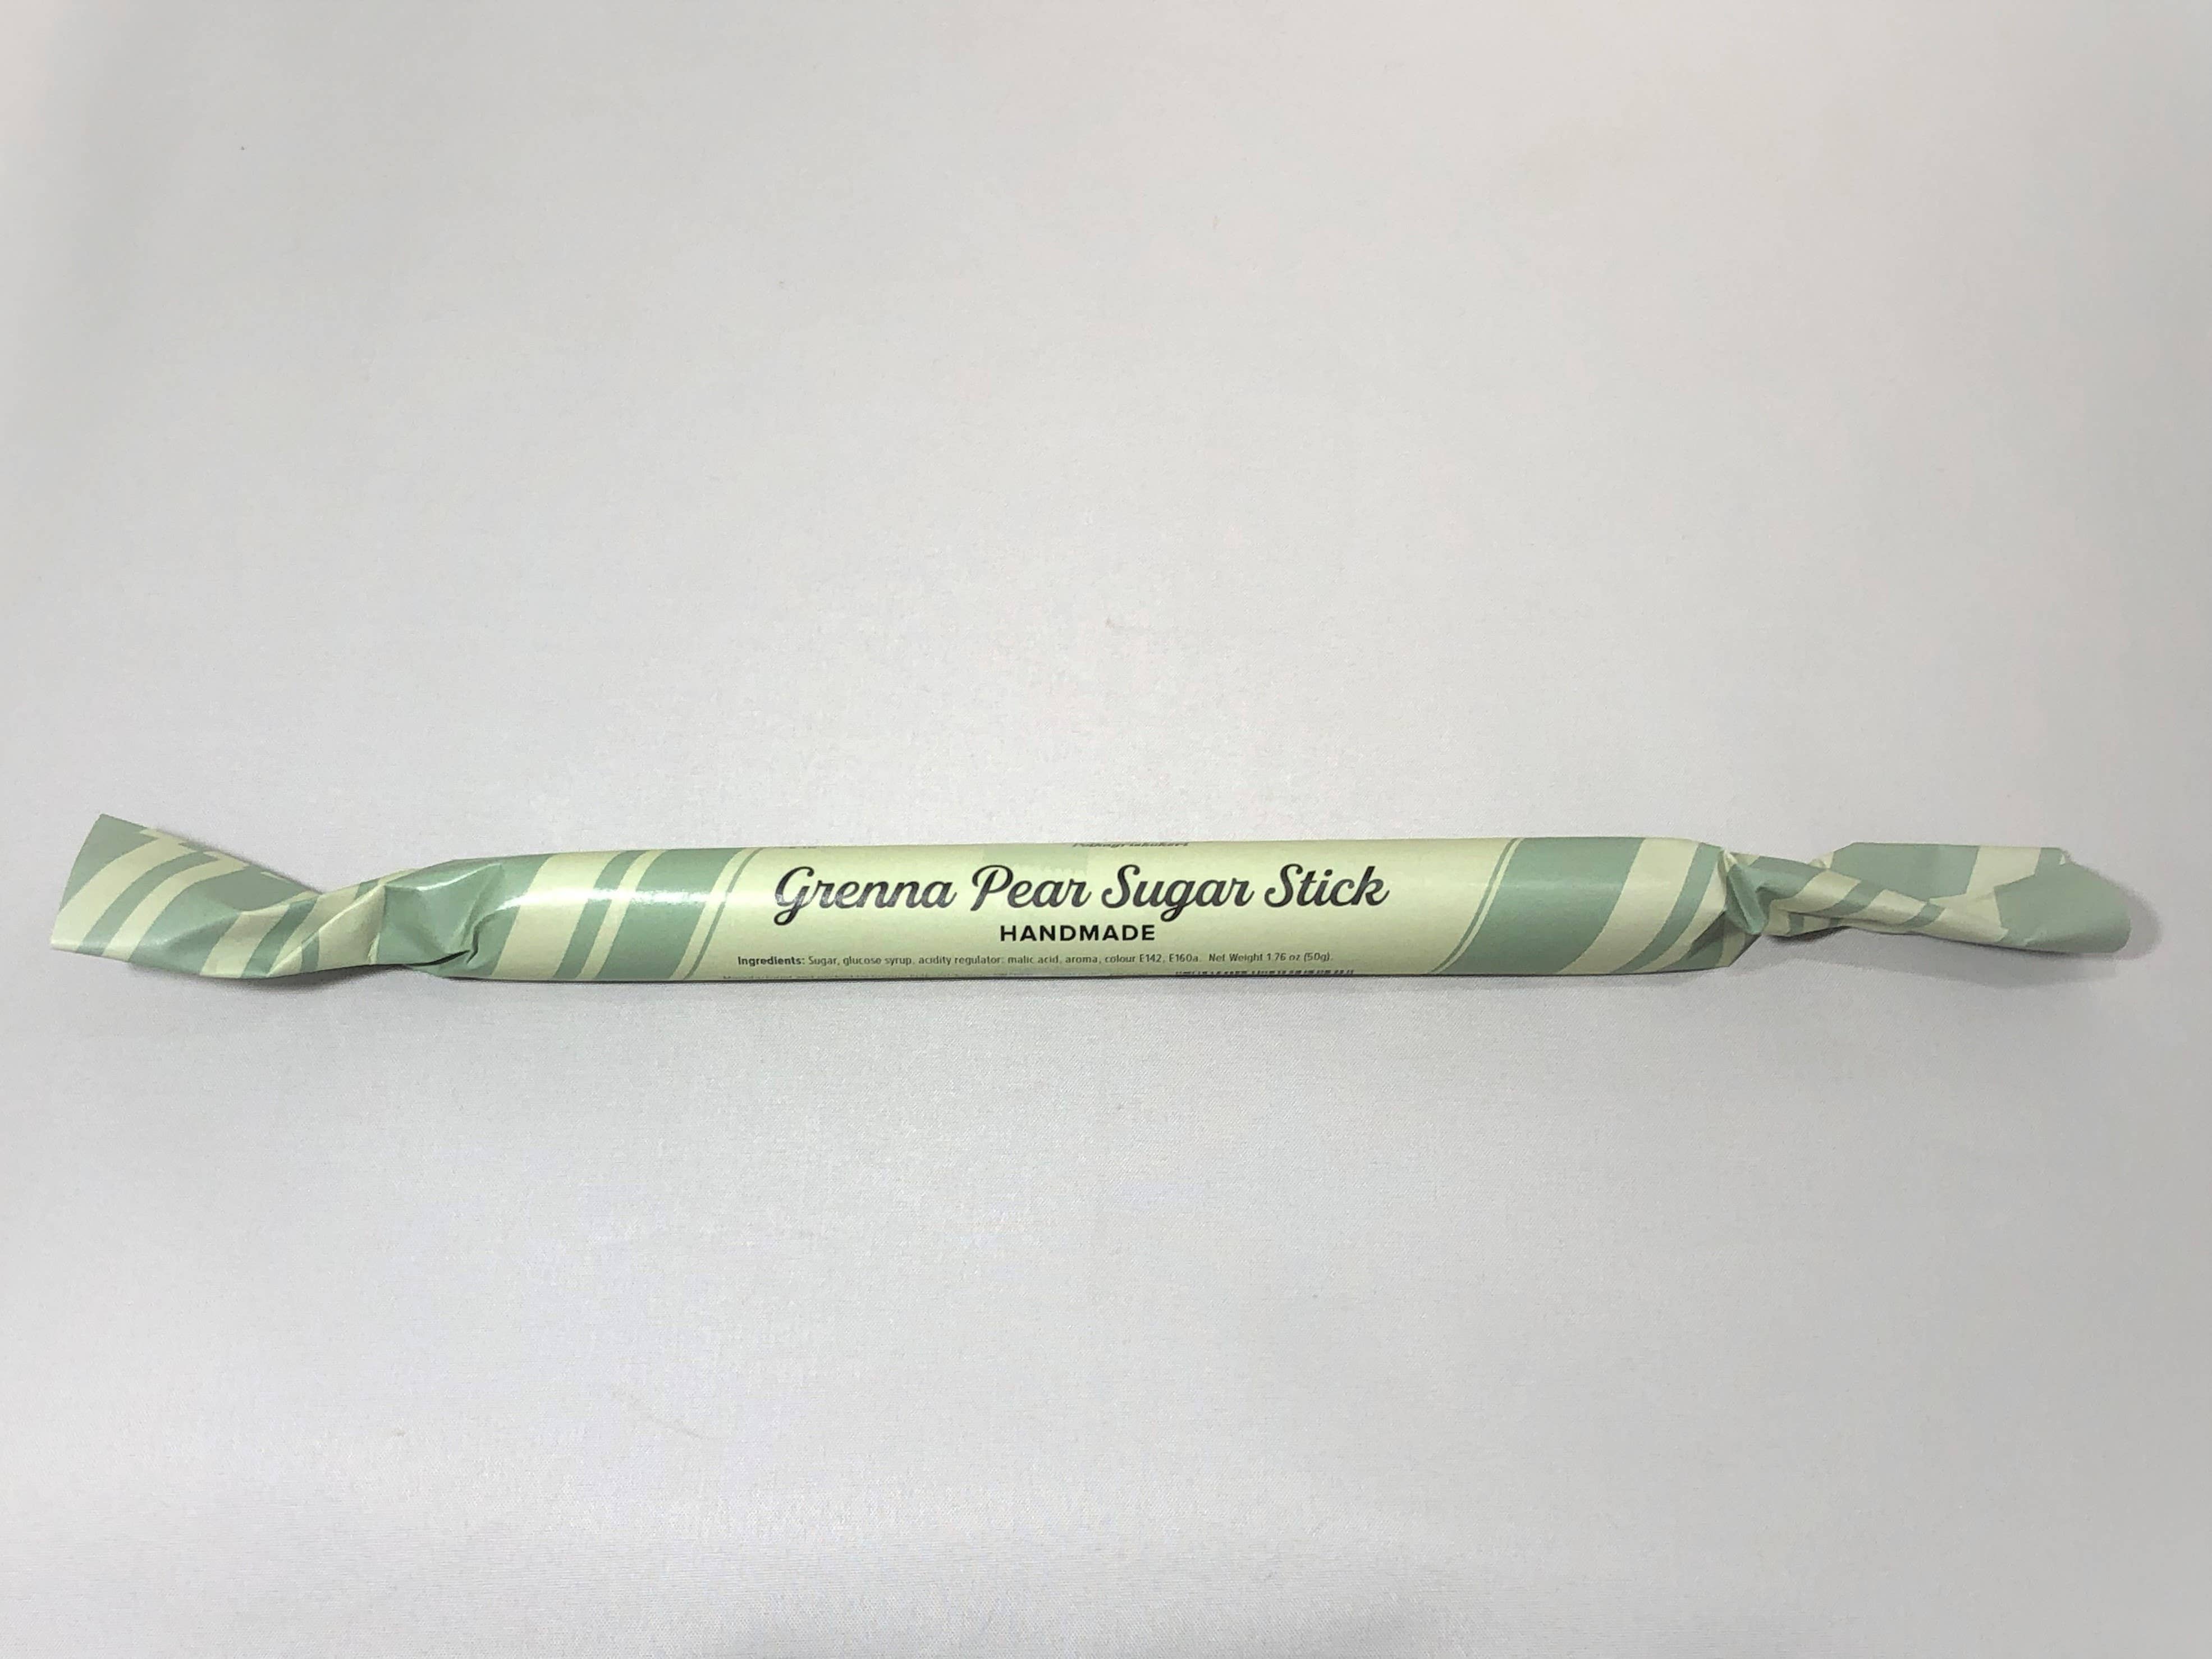 Grenna Pear Sugar Stick
HANDMADE
Ingredients: Sugar, glucose syrup, acidity regulator: malic acid, aroma, colour E142, E160a. Net Weight 1.76 oz (50g).